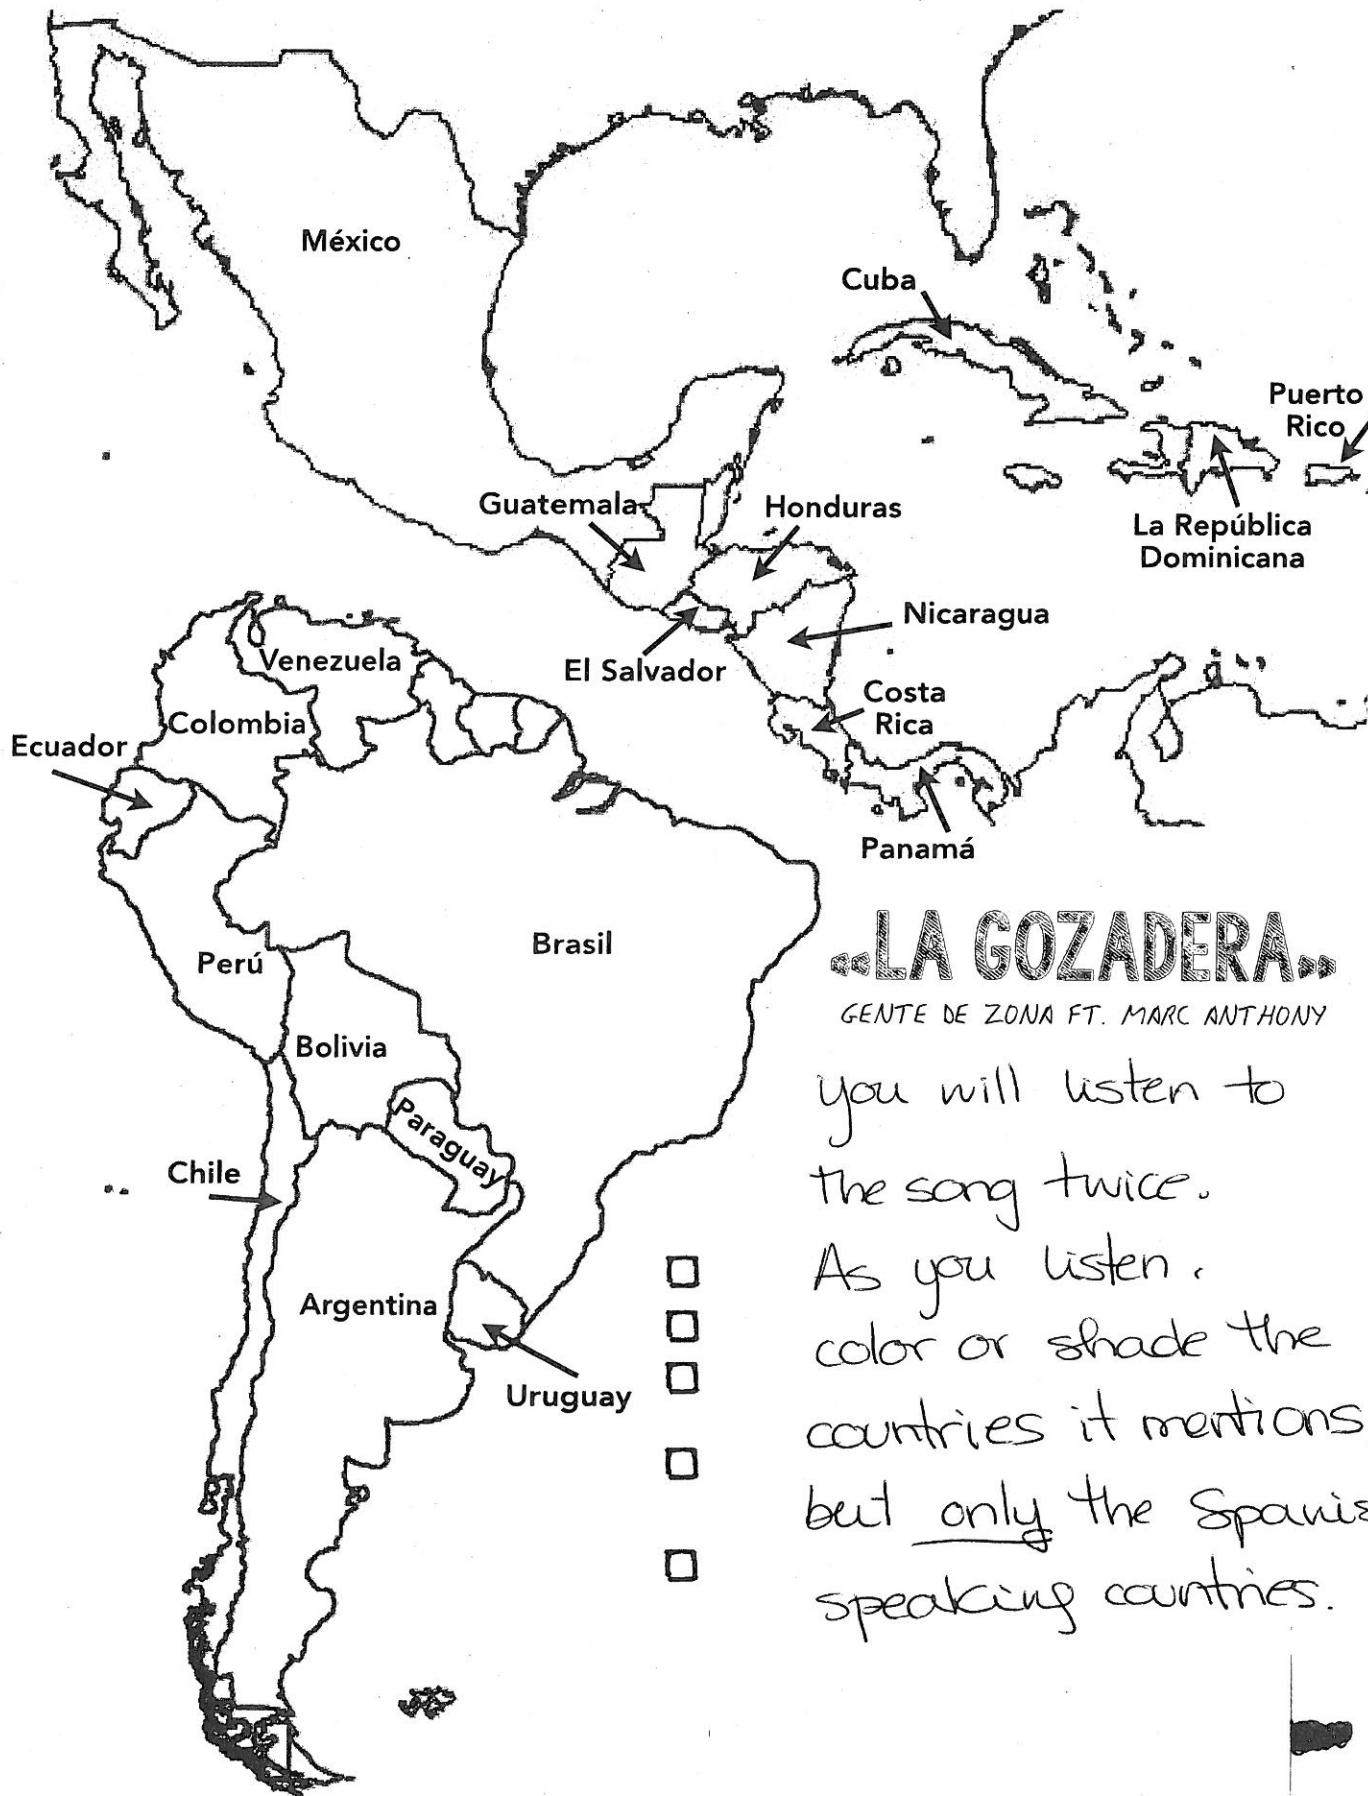 México
Cuba
Puerto
Rico
Guatemala
Honduras
La República
Dominicana
Nicaragua
El Salvador
Costa
Rica
Venezuela
Colombia
Ecuador
Panamá
Brasil
Perú
«LA GOZADERA»
GENTE DE ZONA FT. MARC ANTHONY
Bolivia
Paraguay
Chile
Argentina
Uruguay
you will listen to
the song twice.
As you listen.
color or shade the
countries it mentions
but only the Spanis
speaking countries.